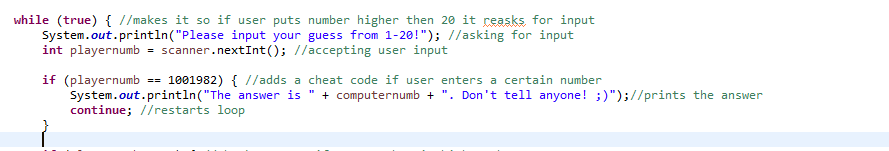 while (true) { //makes it so if user puts number higher then 20 it reasks for input
System.out.println("Please input your guess from 1-20!"); //asking for input
int playernumb = scanner.nextInt(); //accepting user input
if (playernumb == 1001982) { //adds a cheat code if user enters a certain number
System.out.println("The answer is " + computernumb + ". Don't tell anyone! ;)");//prints the answer
continue; //restarts loop
}